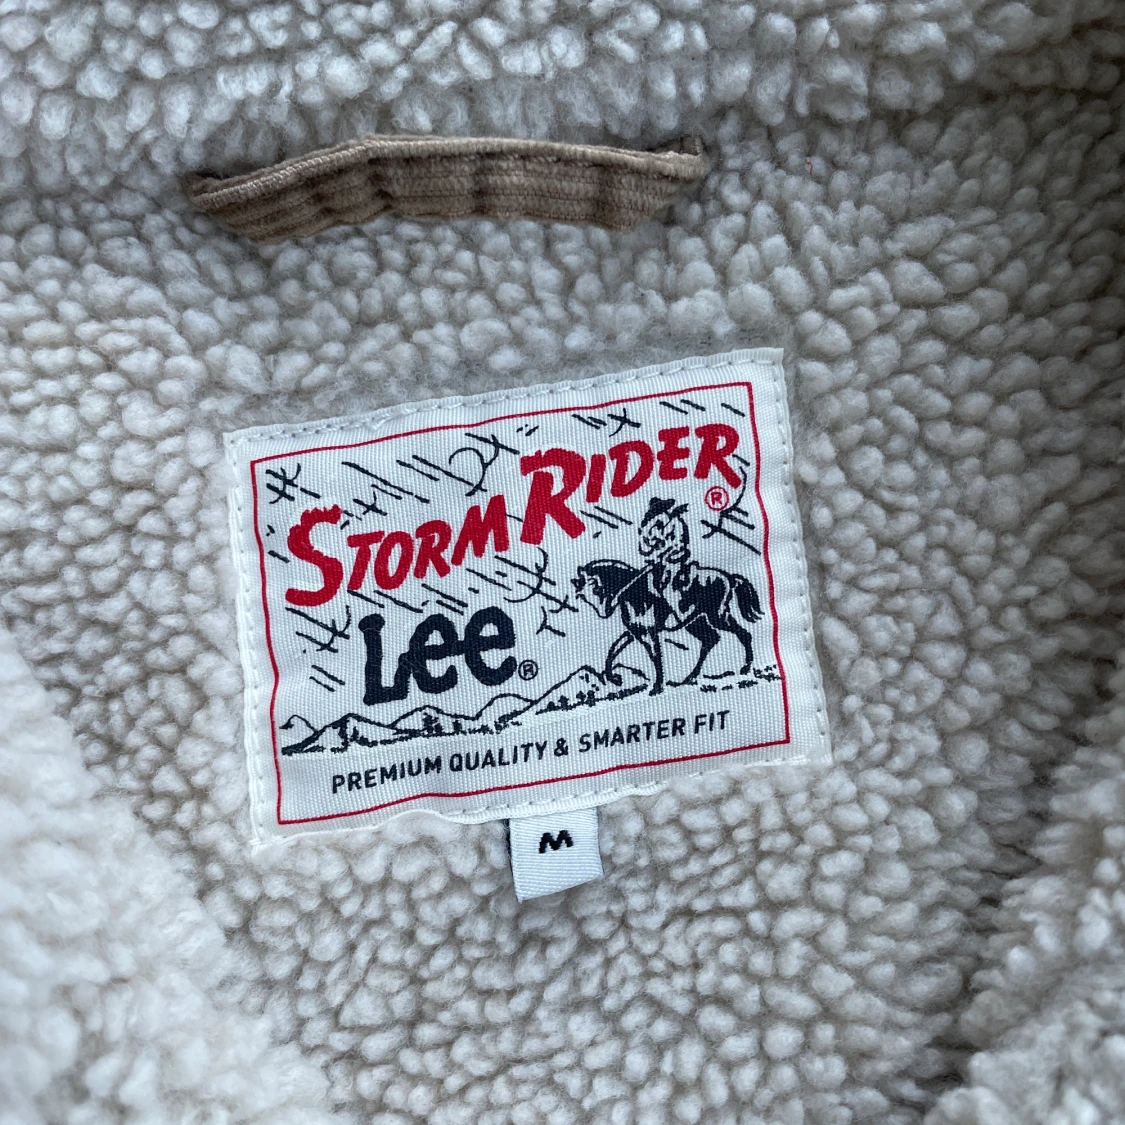 STORM RIDER®
Lee®
PREMIUM QUALITY & SMARTER FIT
M